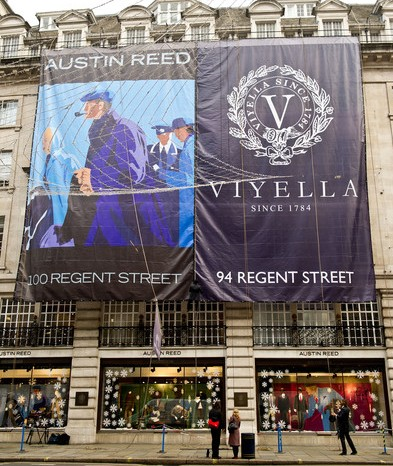 AUSTIN REED
100 REGENT STREET
VIYELLA SINCE 1784
V
VIYELLA
SINCE 1784
94 REGENT STREET
AUSTIN REED
AUSTIN REED
AUSTIN REED